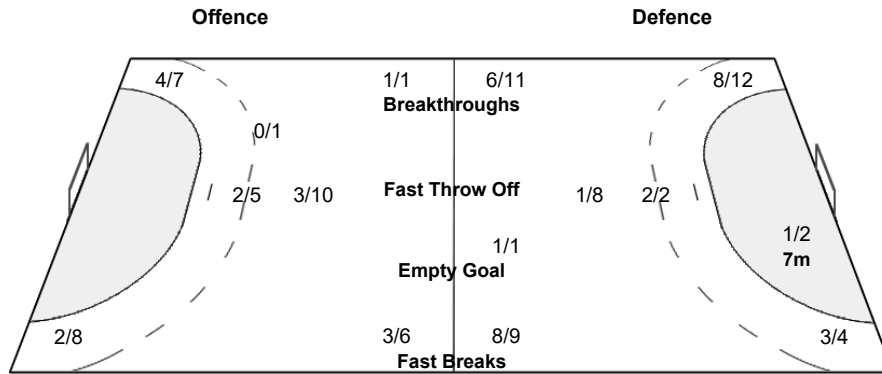 Offence Defence
4/7 1/1 6/11 8/12
Breakthroughs
0/1
2/5 3/10 Fast Throw Off 1/8 2/2
1/2
1/1 7m
Empty Goal
2/8 3/6 8/9 3/4
Fast Breaks